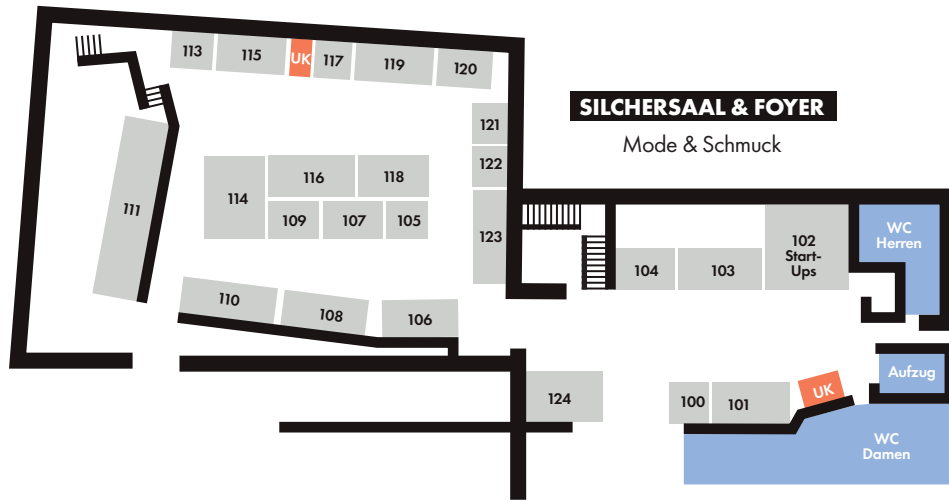 113
115
UK
117
119
120
SILCHERSAAL & FOYER
Mode & Schmuck
121
122
123
111
114
116
118
109
107
105
110
108
106
104
103
102
Start-
Ups
WC
Herren
124
100
101
UK
Aufzug
WC
Damen